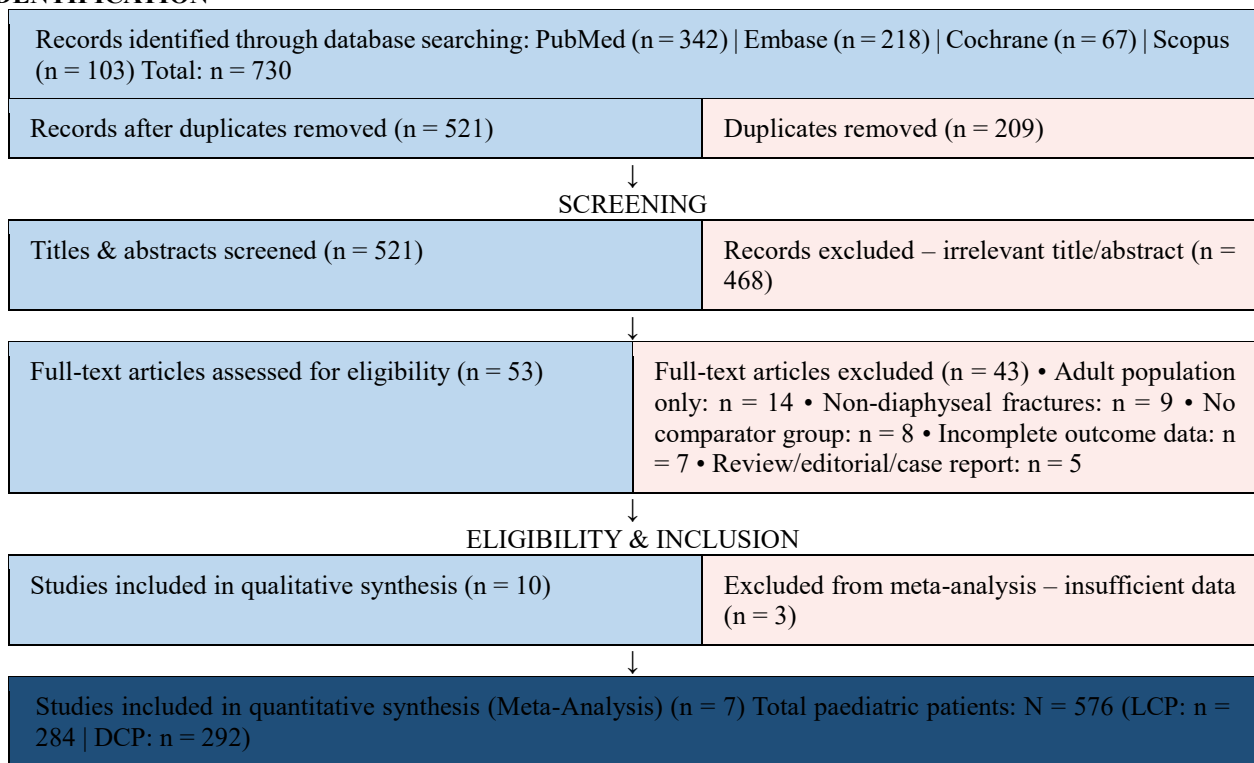 Records identified through database searching: PubMed (n = 342) | Embase (n = 218) | Cochrane (n = 67) | Scopus
(n = 103) Total: n = 730
Records after duplicates removed (n = 521)
Duplicates removed (n = 209)
↓
SCREENING
Titles & abstracts screened (n = 521)
Records excluded – irrelevant title/abstract (n =
468)
↓
Full-text articles assessed for eligibility (n = 53)
Full-text articles excluded (n = 43) • Adult population
only: n = 14 • Non-diaphyseal fractures: n = 9 • No
comparator group: n = 8 • Incomplete outcome data: n
= 7 • Review/editorial/case report: n = 5
↓
ELIGIBILITY & INCLUSION
Studies included in qualitative synthesis (n = 10)
Excluded from meta-analysis – insufficient data
(n = 3)
↓
Studies included in quantitative synthesis (Meta-Analysis) (n = 7) Total paediatric patients: N = 576 (LCP: n =
284 | DCP: n = 292)